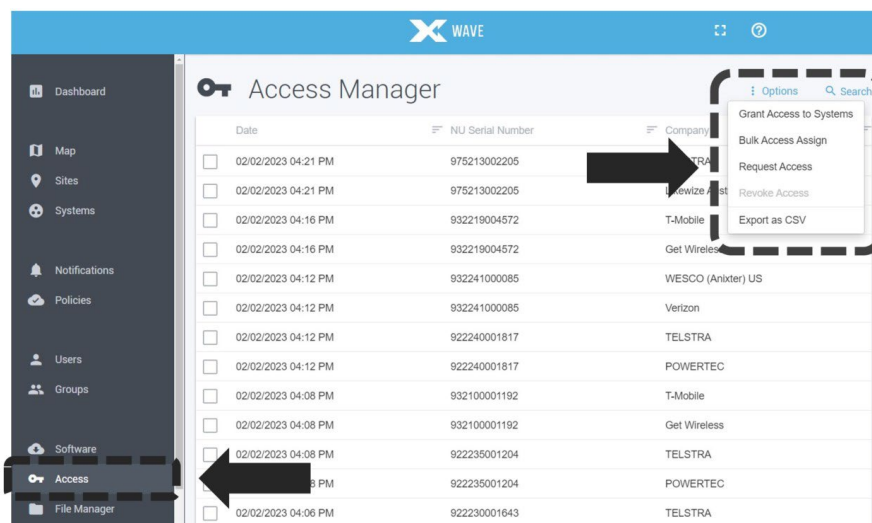 WAVE
Access Manager
Options
Search
Dashboard
Map
Sites
Systems
Notifications
Policies
Users
Groups
Software
Access
File Manager
Grant Access to Systems
Bulk Access Assign
Request Access
Revoke Access
Export as CSV
Date NU Serial Number Company
02/02/2023 04:21 PM 975213002205
02/02/2023 04:21 PM 975213002205
02/02/2023 04:16 PM 932219004572 T-Mobile
02/02/2023 04:16 PM 932219004572 Get
02/02/2023 04:12 PM 932241000085 WESCO (Anixter) US
02/02/2023 04:12 PM 932241000085 Verizon
02/02/2023 04:12 PM 922240001817 TELSTRA
02/02/2023 04:12 PM 922240001817 POWERTEC
02/02/2023 04:08 PM 932100001192 T-Mobile
02/02/2023 04:08 PM 932100001192 Get Wireless
02/02/2023 04:08 PM 922235001204 TELSTRA
PM 922235001204 POWERTEC
02/02/2023 04:06 PM 922230001643 TELSTRA